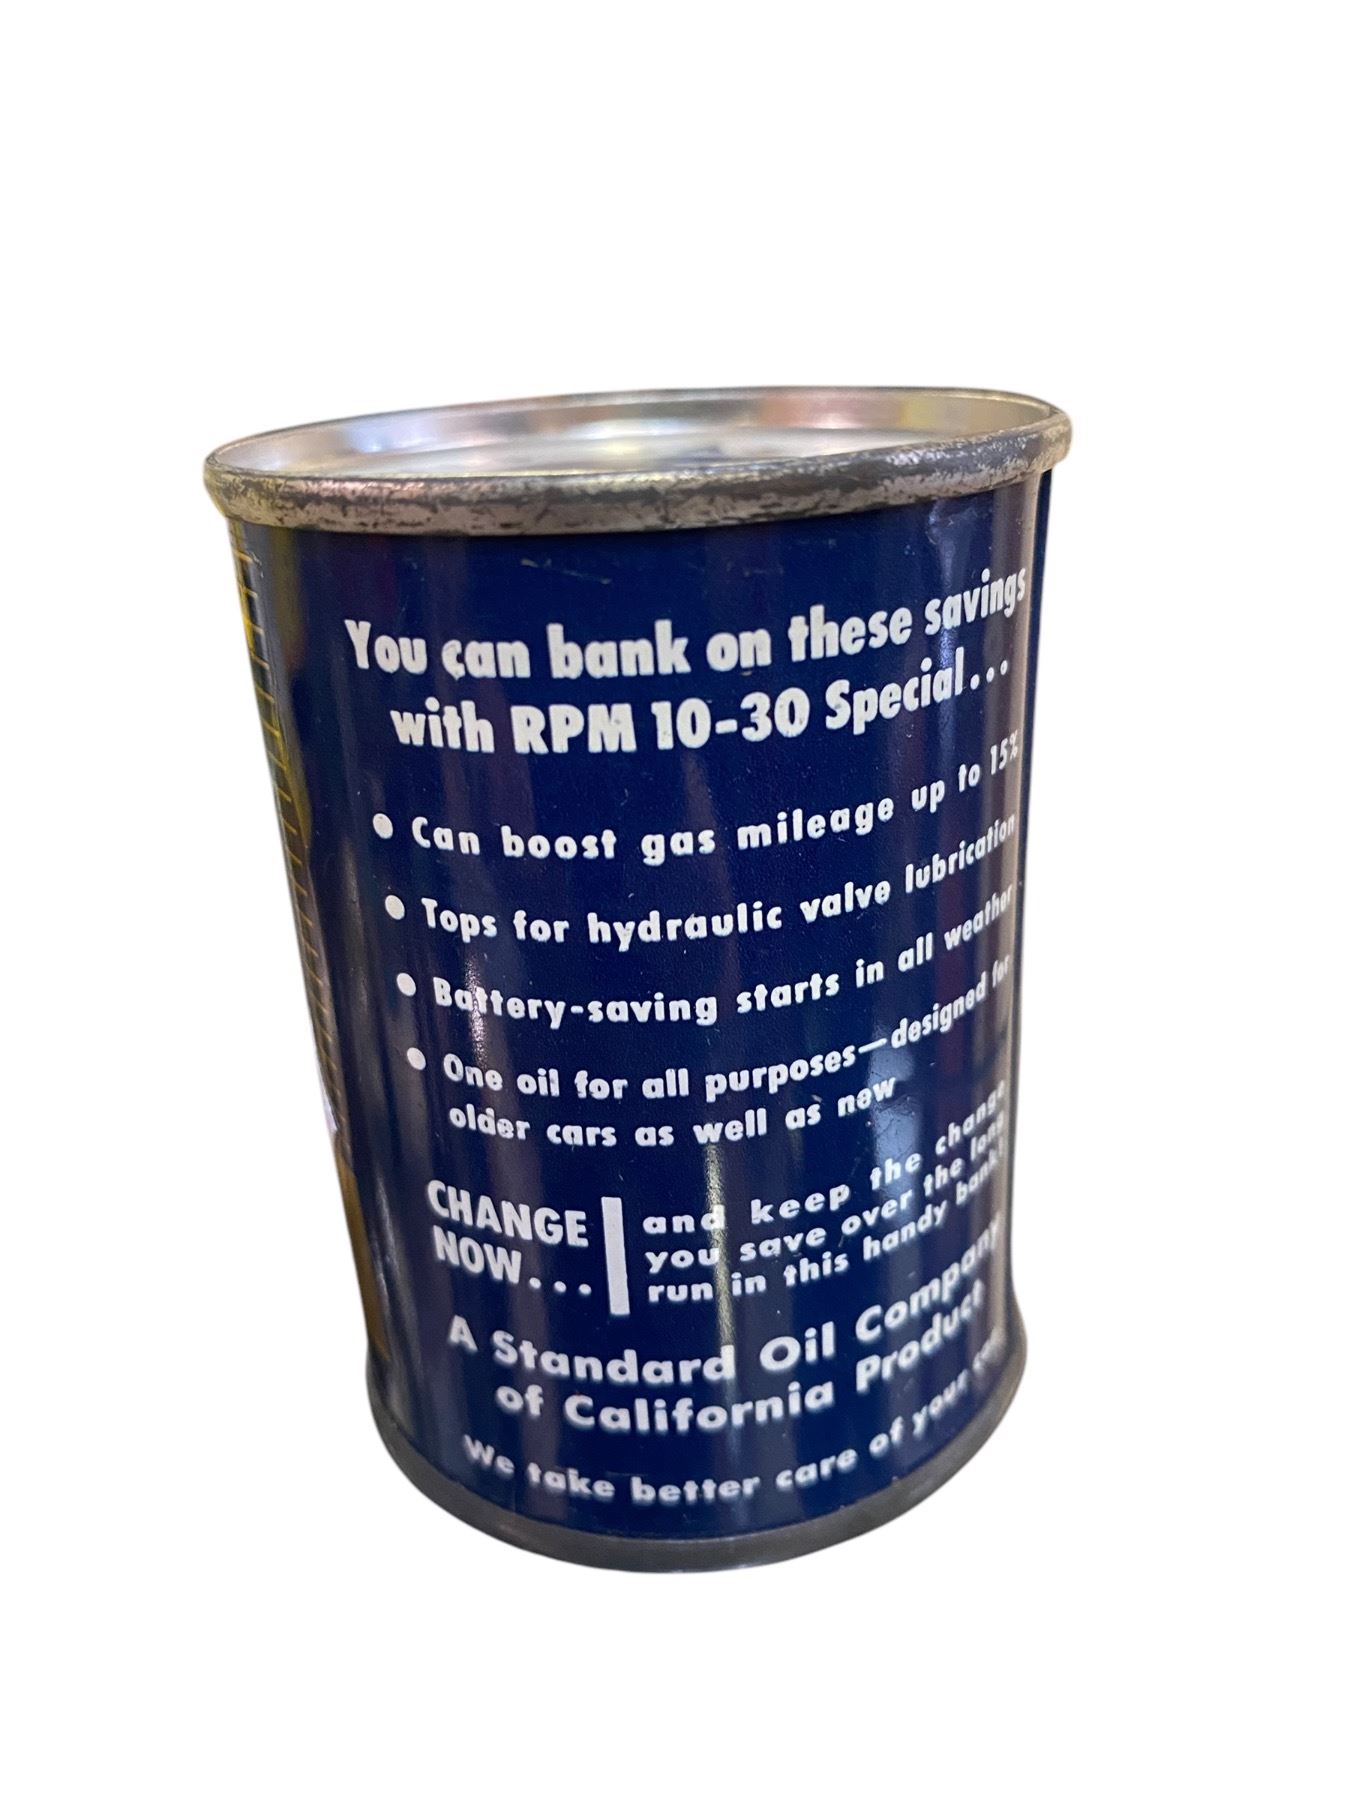 You can bank on these savings
with RPM 10-30 Special...
• Can boost gas mileage up to 15%
• Tops for hydraulic valve lubrication
• Battery-saving starts in all weather
• One oil for all purposes—designed for
older cars as well as new
CHANGE
NOW...
and keep the change
you save over the long
run in this handy bank!
A Standard Oil Company
of California Product
We take better care of your car